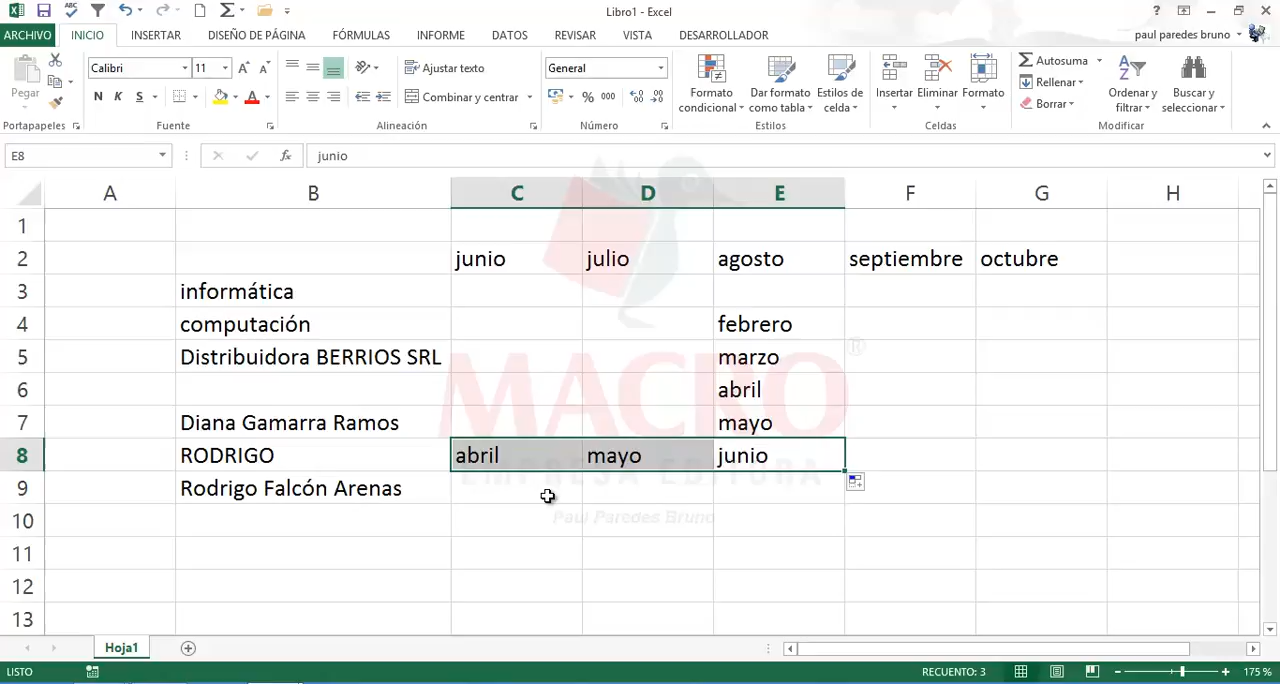 Libro1 - Excel
ARCHIVO INICIO INSERTAR DISEÑO DE PÁGINA FÓRMULAS INFORME DATOS REVISAR VISTA DESARROLLADOR paul paredes bruno
Calibri 11 Ajustar texto General Autosuma
Pegar N K S Combinar y centrar % 000 Formato condicional Dar formato como tabla Estilos de celda Insertar Eliminar Formato Rellenar Borrar Ordenar y filtrar Buscar y seleccionar
Portapapeles Fuente Alineación Número Estilos Celdas Modificar
E8 fx junio
A B C D E F G H
1
2 junio julio agosto septiembre octubre
3 informática
4 computación febrero
5 Distribuidora BERRIOS SRL marzo
6 abril
7 Diana Gamarra Ramos mayo
8 RODRIGO abril mayo junio
9 Rodrigo Falcón Arenas
10
11
12
13
MACRO ®
EMPRESA EDITORA
Paul Paredes Bruno
Hoja1
LISTO RECUENTO: 3 175 %